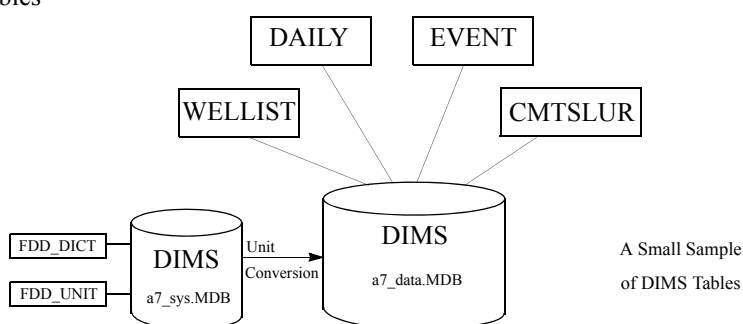 DAILY
EVENT
WELLIST
CMTSLUR
FDD_DICT
FDD_UNIT
DIMS
a7_sys.MDB
Unit
Conversion
DIMS
a7_data.MDB
A Small Sample
of DIMS Tables